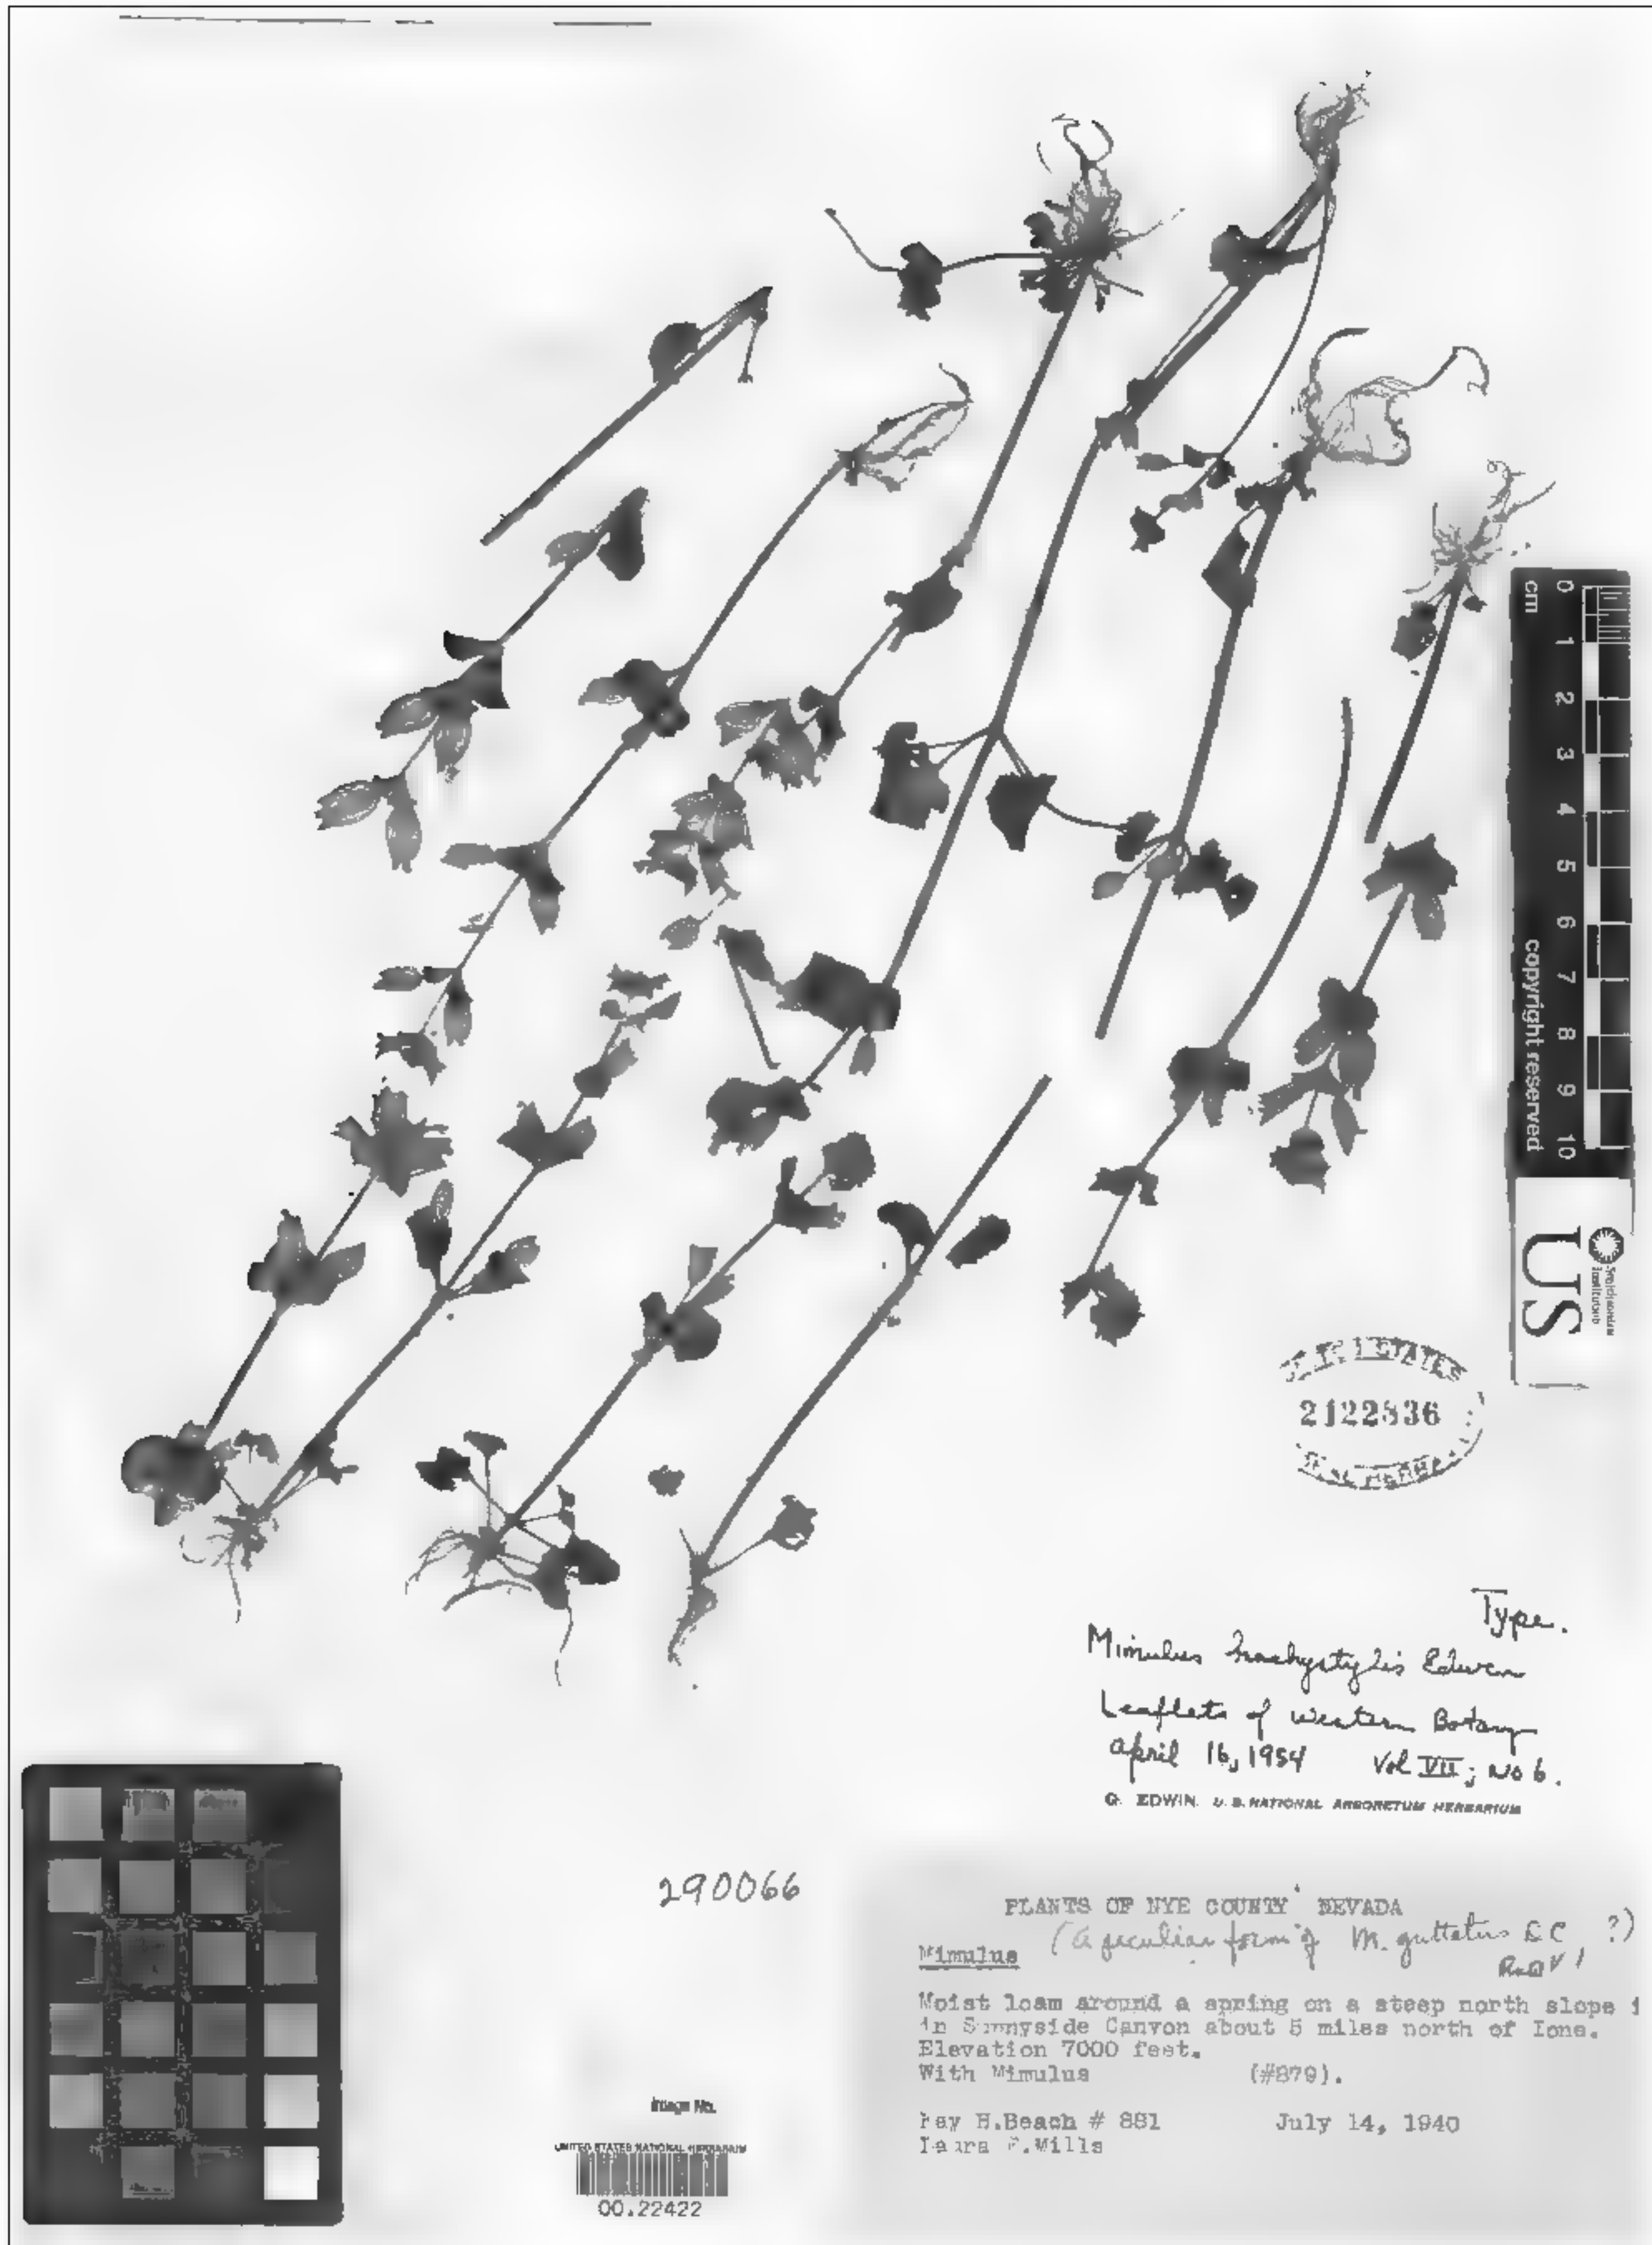 cm 0 1 2 3 4 5 6 7 8 9 10
copyright reserved
Smithsonian
Institution
US
2122836
Type.
Mimulus brachystylis Edwin
Leaflets of Western Botany
April 16, 1954 Vol VII; No 6.
G. EDWIN. U.S. NATIONAL ARBORETUM HERBARIUM
290066
PLANTS OF NYE COUNTY NEVADA
Mimulus (A peculiar form of M. guttatus DC ?)
Moist loam around a spring on a steep north slope i
in Sunnyside Canyon about 5 miles north of Ione.
Elevation 7000 feet.
With Mimulus (#879).
H.Beach # 881 July 14, 1940
Laura F.Mills
Image No.
UNITED STATES NATIONAL HERBARIUM
00.22422